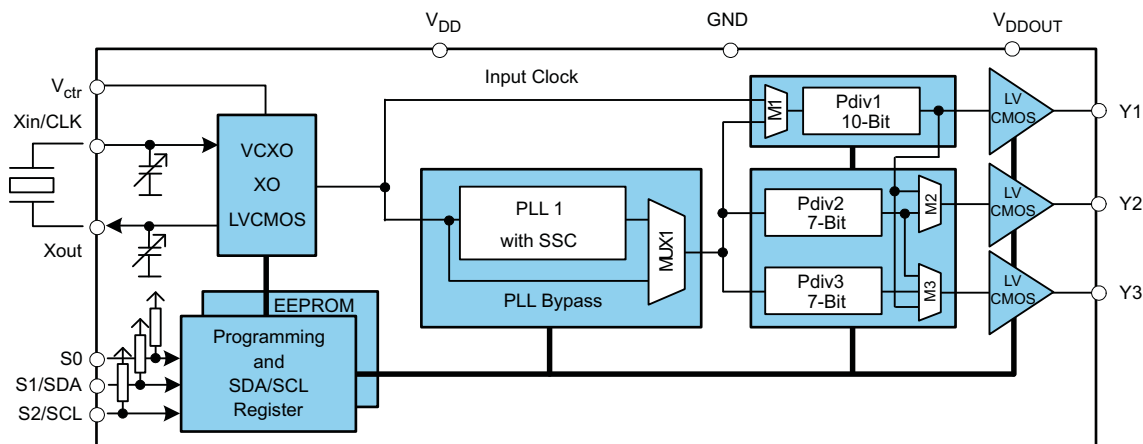 VDD
GND
VDDOUT
Vctr
Input Clock
Xin/CLK
VCXO
XO
LVCMOS
Xout
M1
Pdiv1
10-Bit
LV
CMOS
Y1
PLL 1
with SSC
MUX1
PLL Bypass
Pdiv2
7-Bit
M2
LV
CMOS
Y2
Pdiv3
7-Bit
M3
LV
CMOS
Y3
EEPROM
Programming
and
SDA/SCL
Register
S0
S1/SDA
S2/SCL